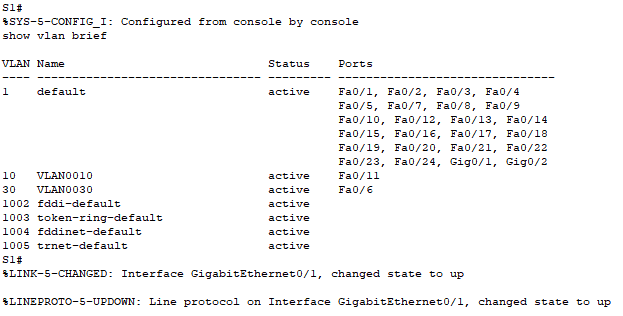 S1#
%SYS-5-CONFIG_I: Configured from console by console
show vlan brief
VLAN Name Status Ports
---- -------------------------------- --------- -------------------------------
1 default active Fa0/1, Fa0/2, Fa0/3, Fa0/4
Fa0/5, Fa0/7, Fa0/8, Fa0/9
Fa0/10, Fa0/12, Fa0/13, Fa0/14
Fa0/15, Fa0/16, Fa0/17, Fa0/18
Fa0/19, Fa0/20, Fa0/21, Fa0/22
Fa0/23, Fa0/24, Gig0/1, Gig0/2
10 VLAN0010 active Fa0/11
30 VLAN0030 active Fa0/6
1002 fddi-default active
1003 token-ring-default active
1004 fddinet-default active
1005 trnet-default active
S1#
%LINK-5-CHANGED: Interface GigabitEthernet0/1, changed state to up
%LINEPROTO-5-UPDOWN: Line protocol on Interface GigabitEthernet0/1, changed state to up